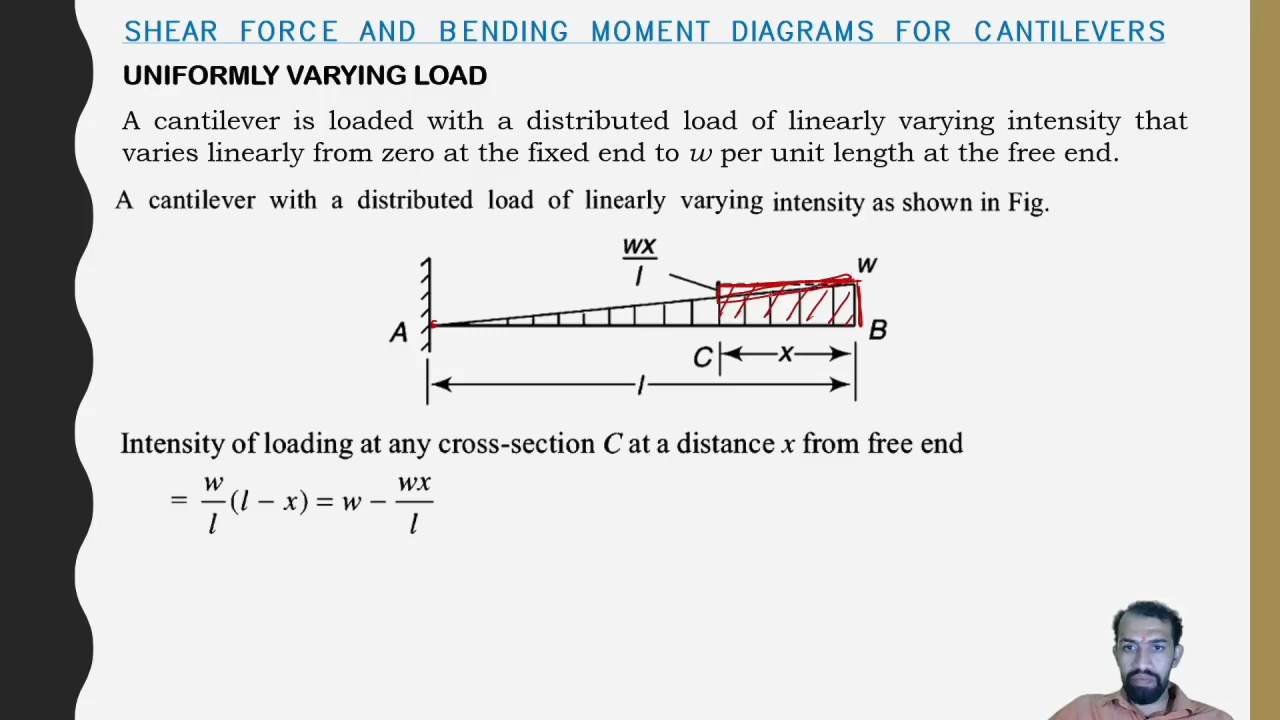 SHEAR FORCE AND BENDING MOMENT DIAGRAMS FOR CANTILEVERS
UNIFORMLY VARYING LOAD
A cantilever is loaded with a distributed load of linearly varying intensity that
varies linearly from zero at the fixed end to w per unit length at the free end.
A cantilever with a distributed load of linearly varying intensity as shown in Fig.
wx
l
w
A
B
C
x
l
Intensity of loading at any cross-section C at a distance x from free end
= w/l (l − x) = w − wx/l